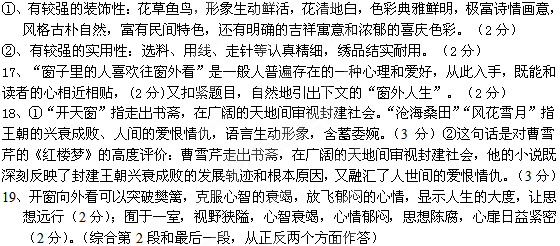 ①、有较强的装饰性：花草鱼鸟，形象生动鲜活，花清地白，色彩典雅鲜明，极富诗情画意，
风格古朴自然，富有民间特色，还有明确的吉祥寓意和浓郁的喜庆色彩。（2分）
②、有较强的实用性：选料、用线、走针等认真精细，绣品结实耐用。（2分）
17、“窗子里的人喜欢往窗外看”是一般人普遍存在的一种心理和爱好，从此入手，既能和
读者的心相近相贴，(2分)又扣紧题目，自然地引出下文的“窗外人生”。（2分）
18、①“开天窗”指走出书斋，在广阔的天地间审视封建社会。“沧海桑田”“风花雪月”指
王朝的兴衰成败、人间的爱恨情仇，语言生动形象，含蓄委婉。（3分）②这句话是对曹雪
芹的《红楼梦》的高度评价：曹雪芹走出书斋，在广阔的天地间审视封建社会，他的小说既
深刻反映了封建王朝兴衰成败的发展轨迹和根本原因，又融汇了人世间的爱恨情仇。（3分）
19、开窗向外看可以突破樊篱，克服心智的衰竭，放飞郁闷的心情，显示人生的大度，让思
想远行（2分）；囿于一室，视野狭隘，心智衰竭，心情郁闷，思想陈腐，心扉日益紧密
（2分）。（综合第2段和最后一段，从正反两个方面作答）